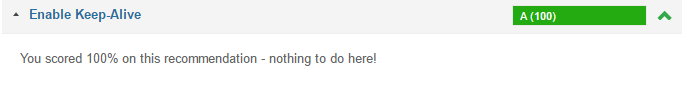 Enable Keep-Alive A (100)
You scored 100% on this recommendation - nothing to do here!